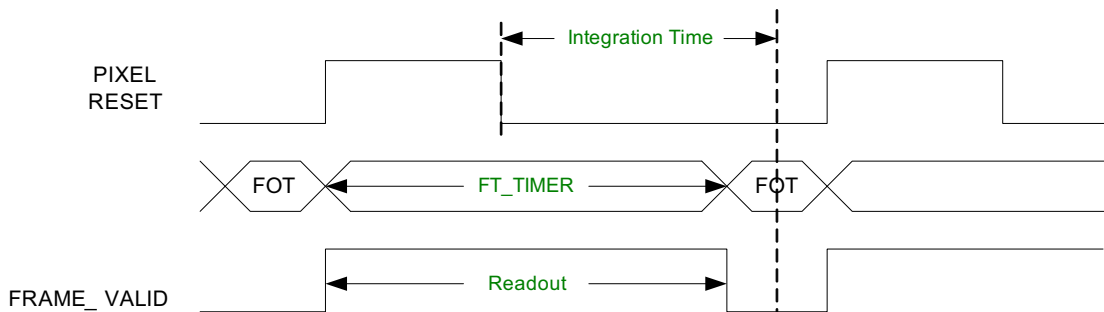 Integration Time
PIXEL
RESET
FOT
FT_TIMER
FOT
Readout
FRAME_ VALID